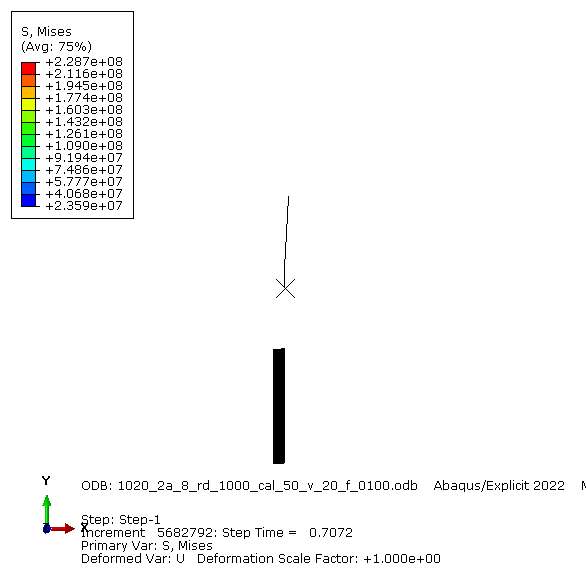 S, Mises
(Avg: 75%)
+2.287e+08
+2.116e+08
+1.945e+08
+1.774e+08
+1.603e+08
+1.432e+08
+1.261e+08
+1.090e+08
+9.194e+07
+7.486e+07
+5.777e+07
+4.068e+07
+2.359e+07
Y
ODB: 1020_2a_8_rd_1000_cal_50_v_20_f_0100.odb Abaqus/Explicit 2022
X
Step: Step-1
Increment 5682792: Step Time = 0.7072
Primary Var: S, Mises
Deformed Var: U Deformation Scale Factor: +1.000e+00